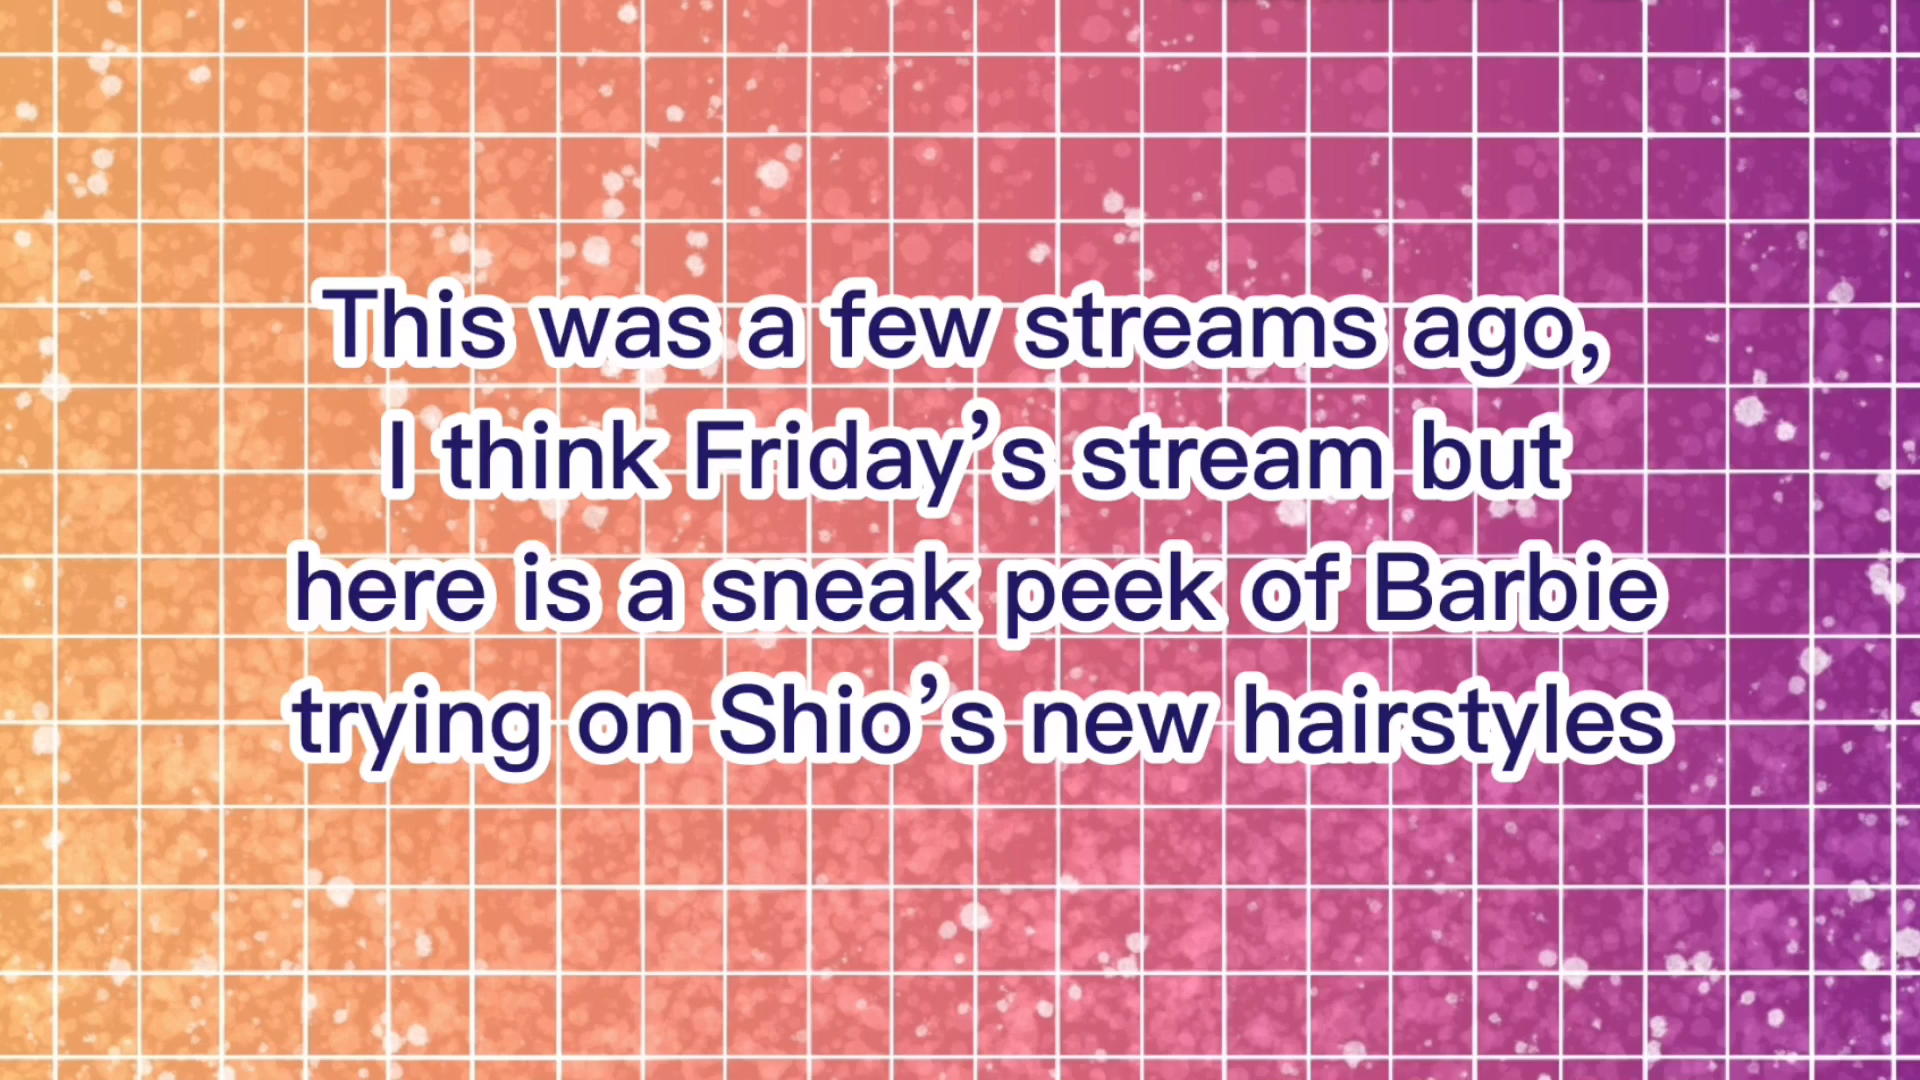 This was a few streams ago,
I think Friday’s stream but
here is a sneak peek of Barbie
trying on Shio’s new hairstyles